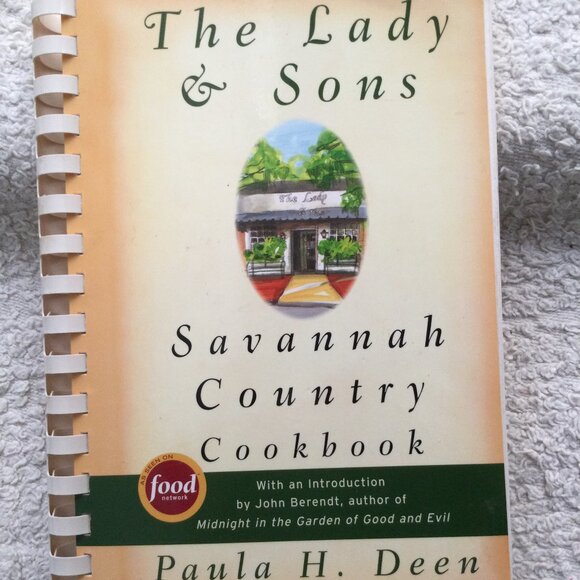 The Lady
& Sons
The Lady
Savannah
Country
Cookbook
AS SEEN ON
food
network
With an Introduction
by John Berendt, author of
Midnight in the Garden of Good and Evil
Paula H. Deen